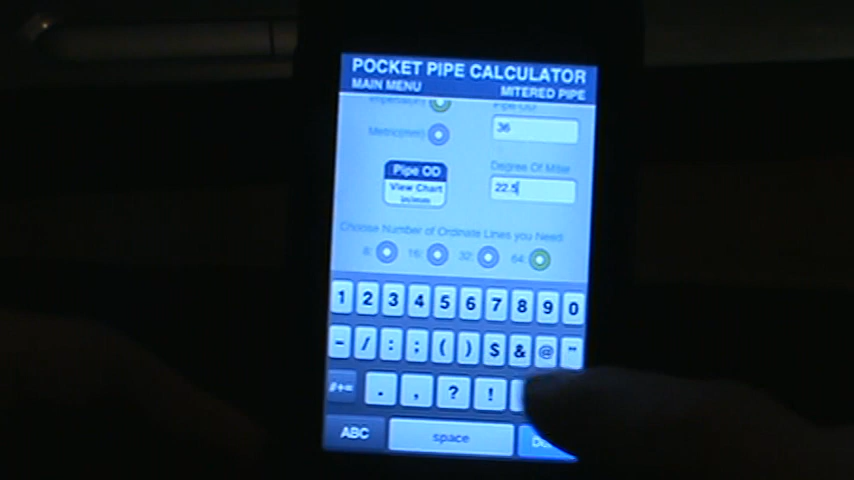 POCKET PIPE CALCULATOR
MAIN MENU MITERED PIPE
Pipe OD
36
Metric(mm)
Degree Of Miter
Pipe OD
View Chart
22.5
Choose Number of Ordinate Lines you Need
8: 16: 32: 64:
1 2 3 4 5 6 7 8 9 0
- / : ; ( ) $ & @ "
#+= . , ? !
ABC space